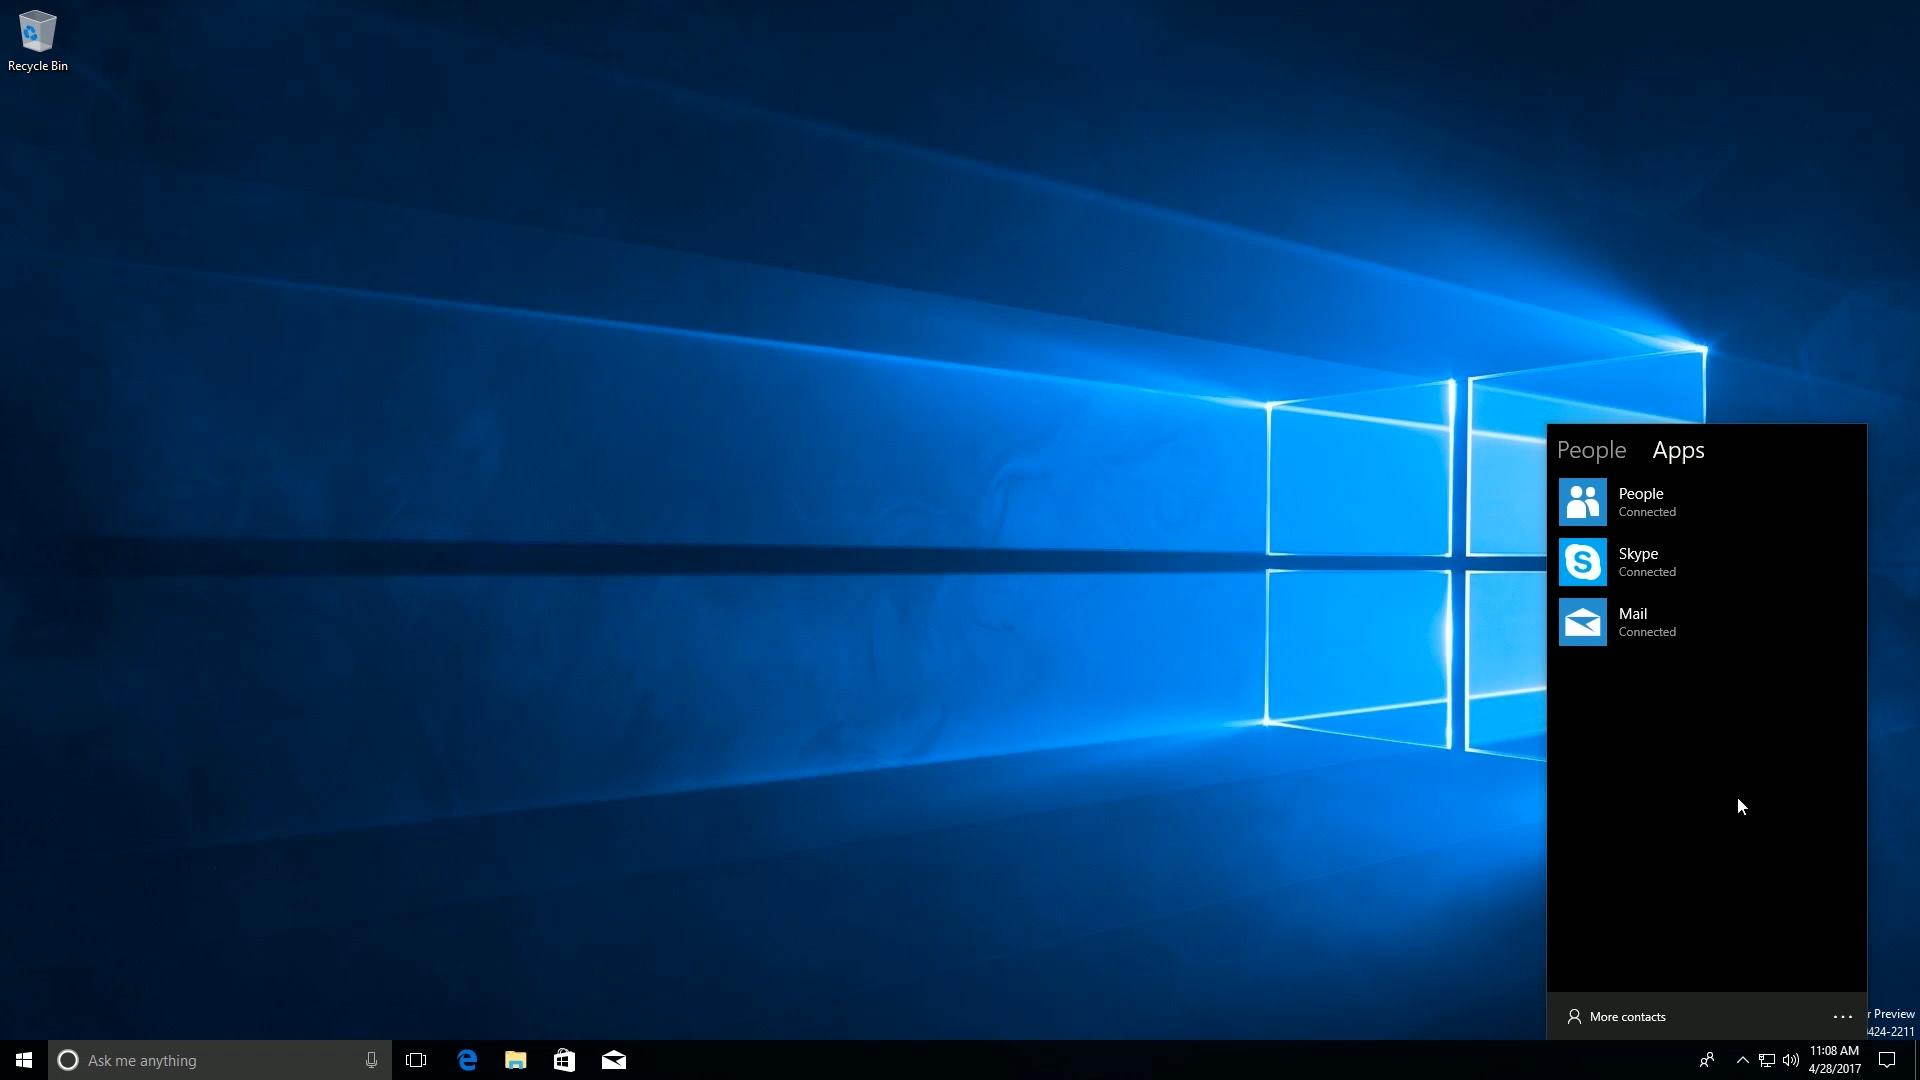 Recycle Bin
People Apps
People
Connected
Skype
Connected
Mail
Connected
More contacts
r Preview
424-2211
Ask me anything
11:08 AM
4/28/2017